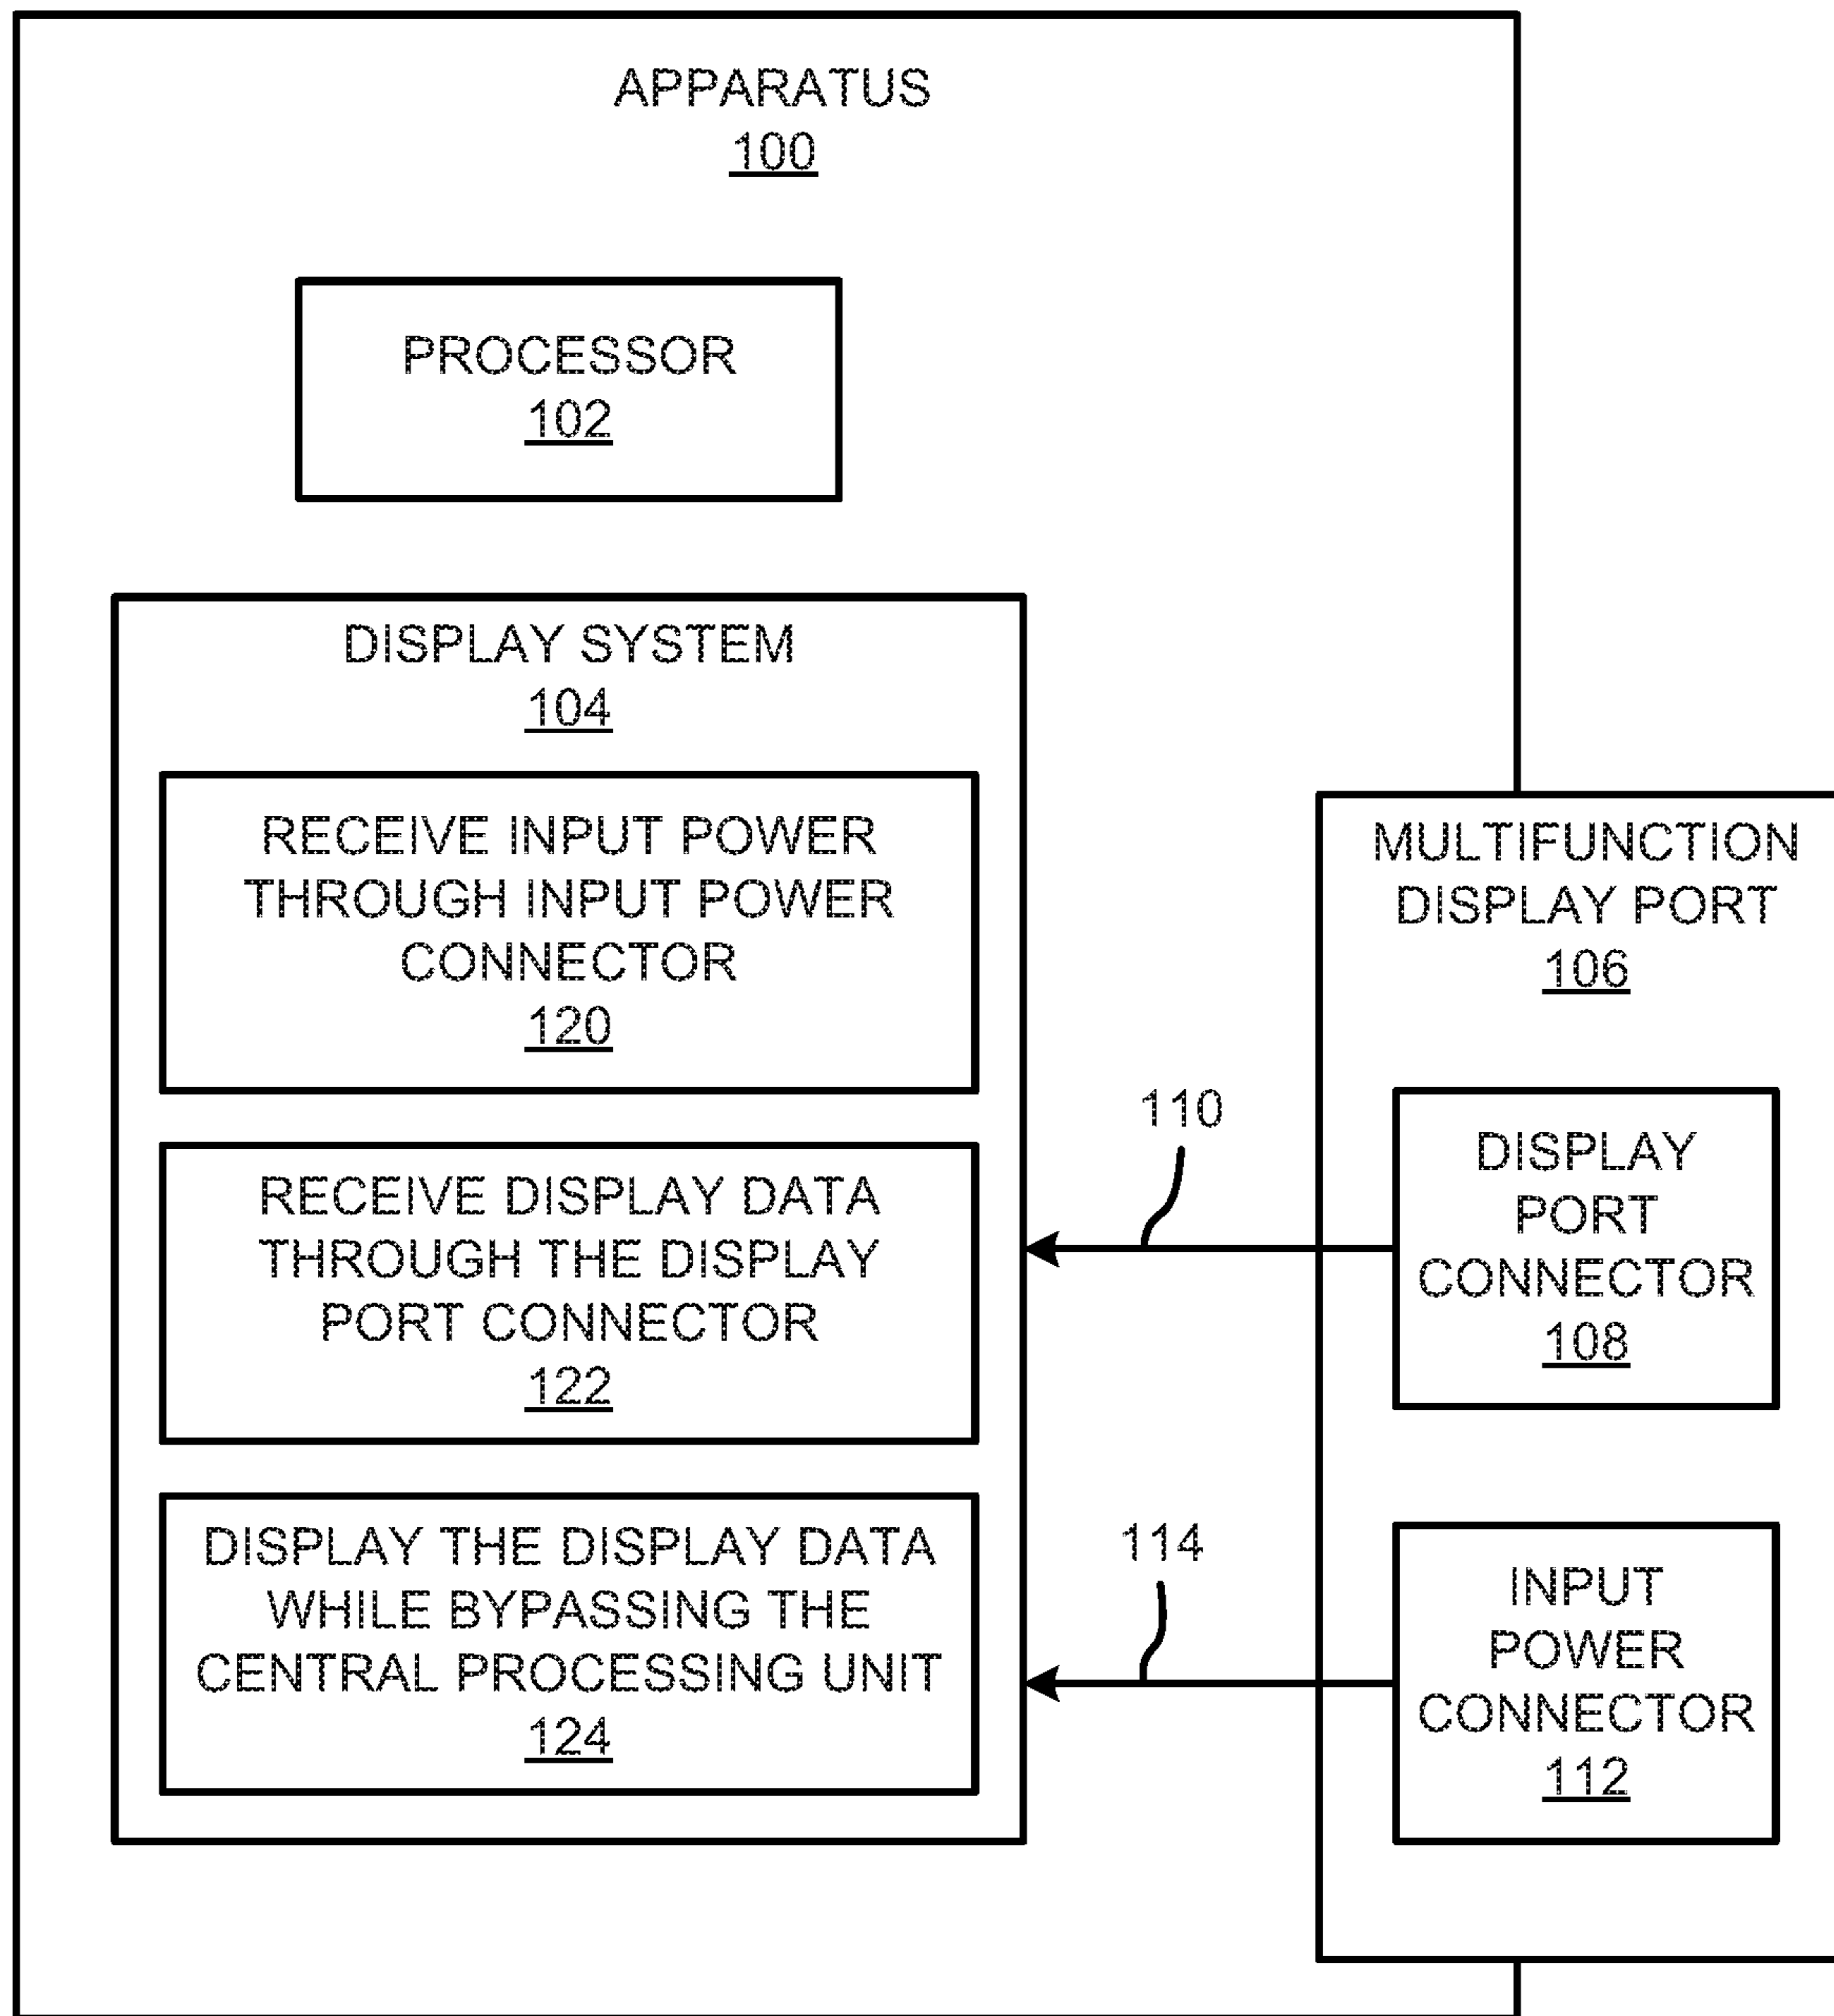 APPARATUS
100
PROCESSOR
102
DISPLAY SYSTEM
104
RECEIVE INPUT POWER
THROUGH INPUT POWER
CONNECTOR
120
RECEIVE DISPLAY DATA
THROUGH THE DISPLAY
PORT CONNECTOR
122
DISPLAY THE DISPLAY DATA
WHILE BYPASSING THE
CENTRAL PROCESSING UNIT
124
110
114
MULTIFUNCTION
DISPLAY PORT
106
DISPLAY
PORT
CONNECTOR
108
INPUT
POWER
CONNECTOR
112